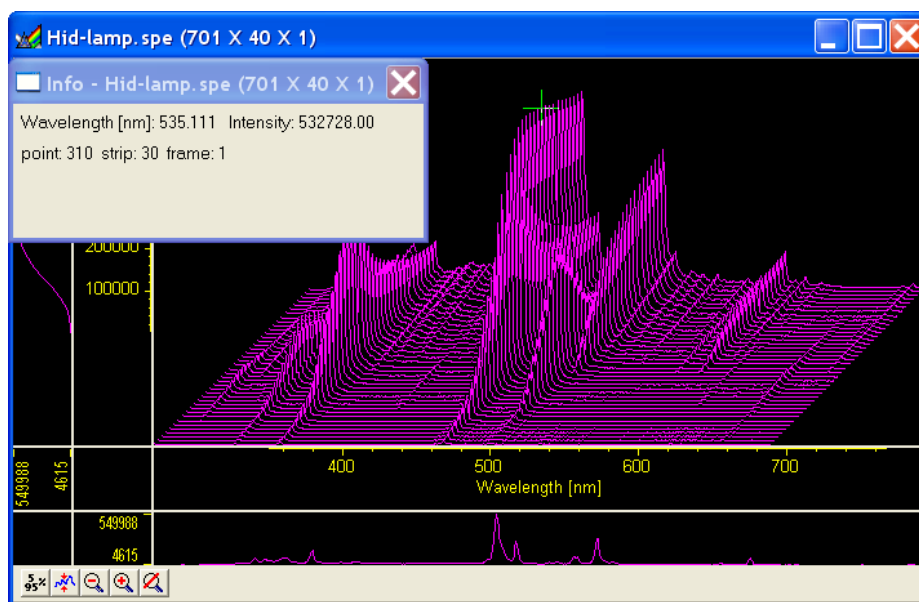 Hid-lamp.spe (701 X 40 X 1)
Info - Hid-lamp.spe (701 X 40 X 1)
Wavelength [nm]: 535.111 Intensity: 532728.00
point: 310 strip: 30 frame: 1
200000
100000
549988
4615
400 500 600 700
Wavelength [nm]
549988
4615
5 95%